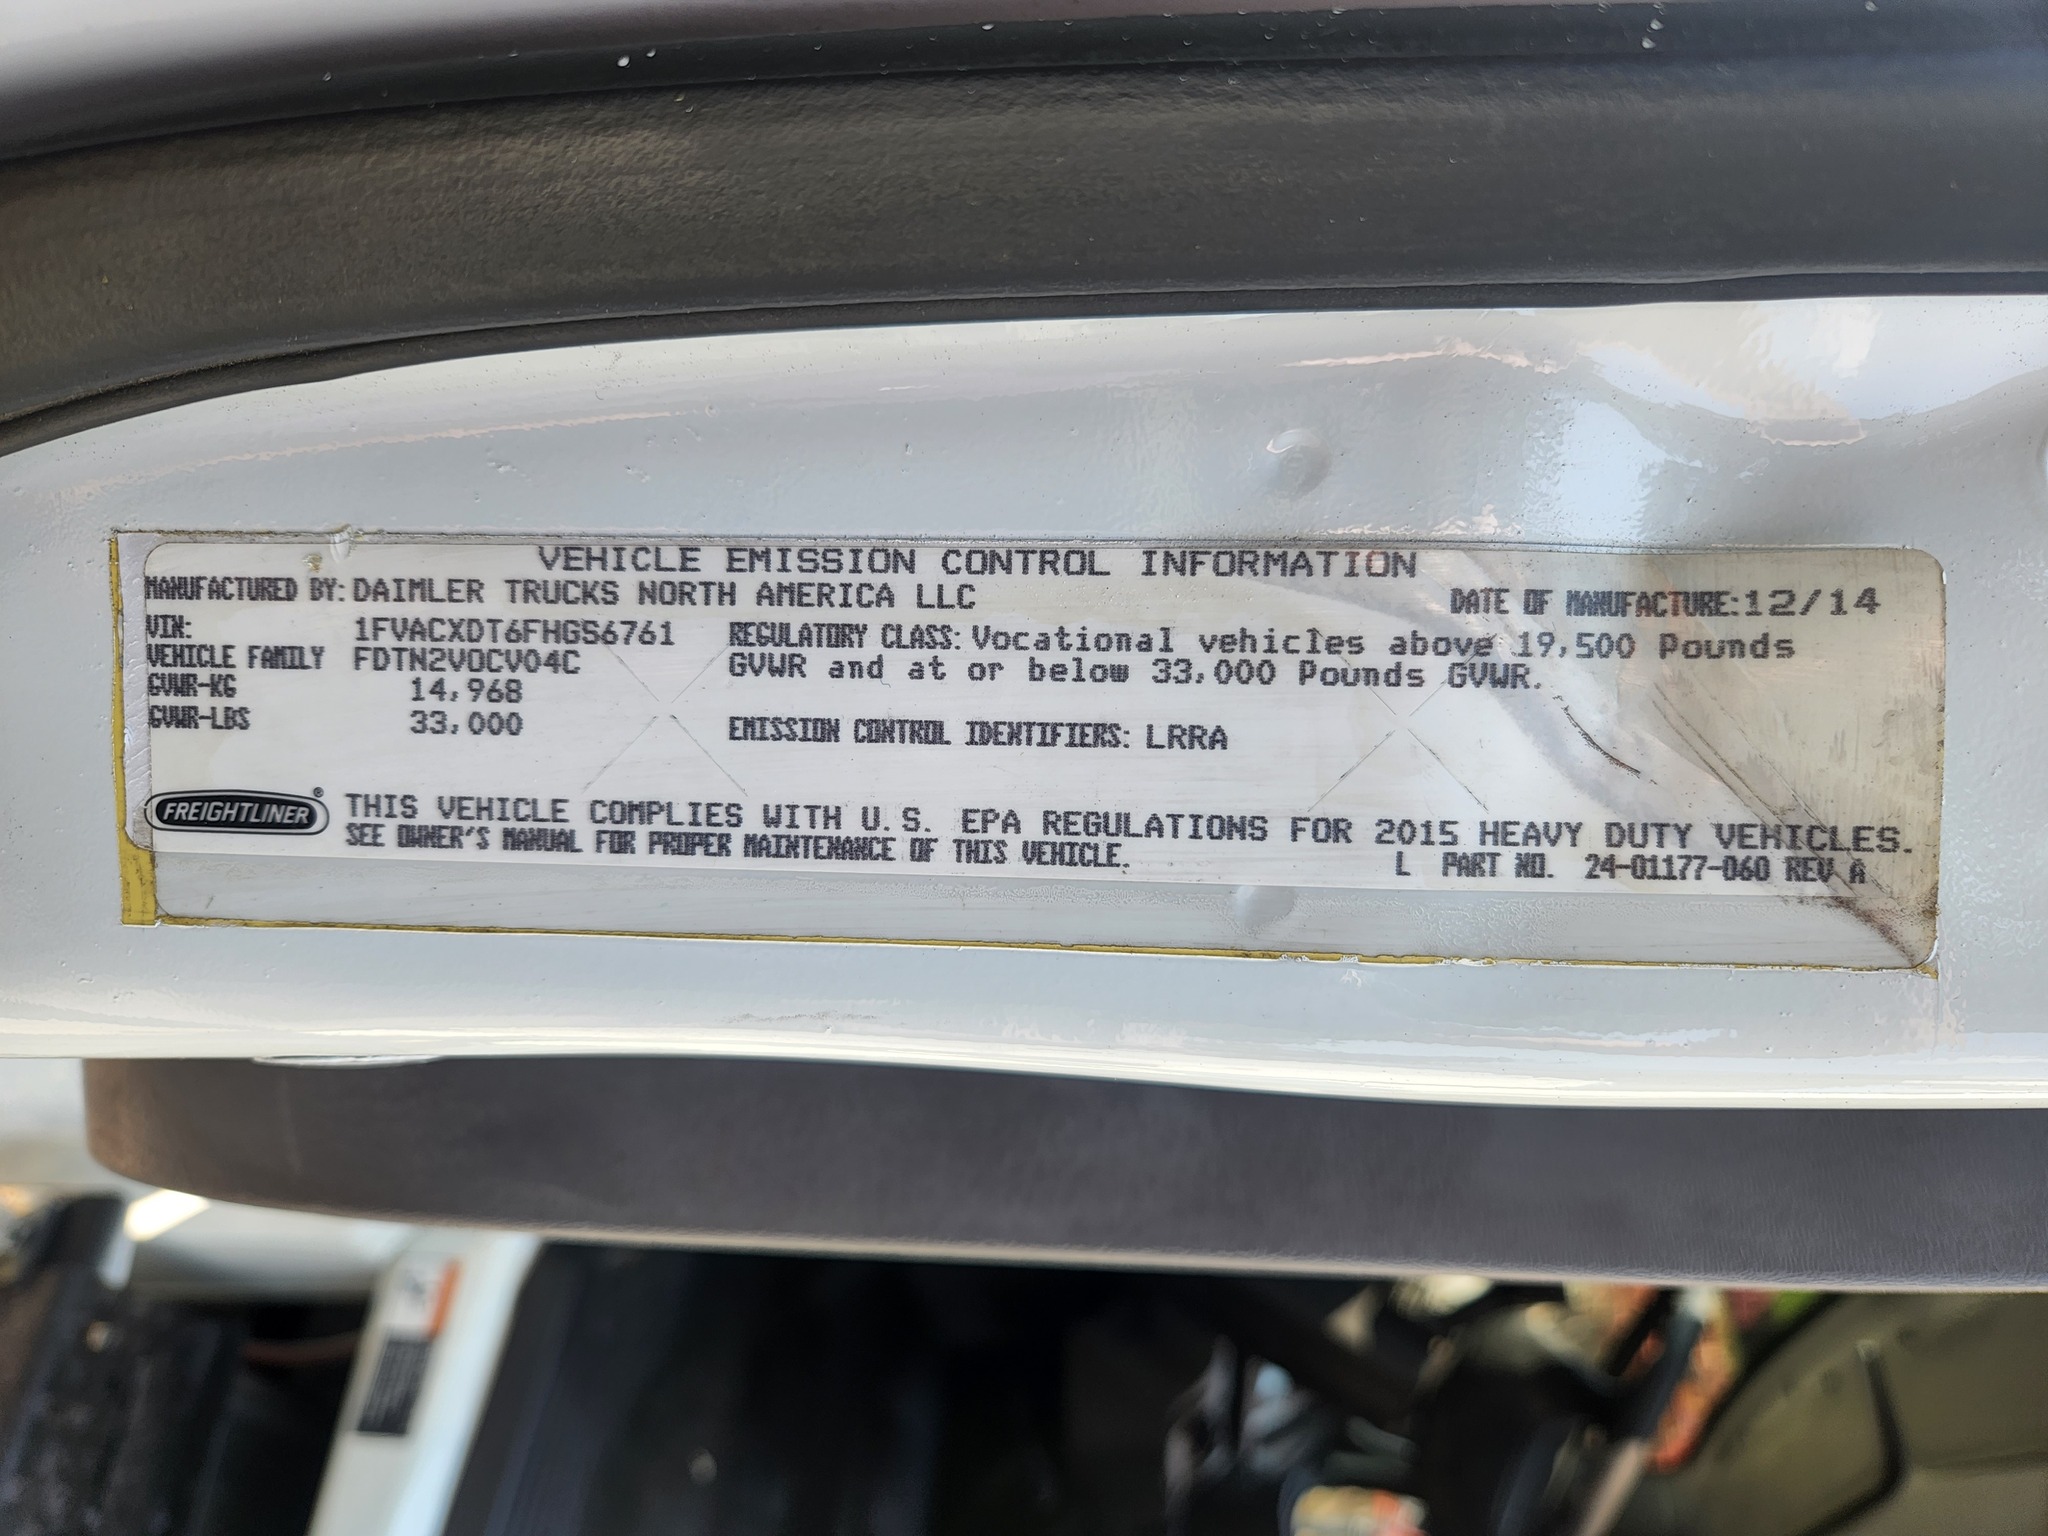 VEHICLE EMISSION CONTROL INFORMATION
MANUFACTURED BY: DAIMLER TRUCKS NORTH AMERICA LLC DATE OF MANUFACTURE: 12/14
VIN: 1FVACXDT6FHGS6761 REGULATORY CLASS: Vocational vehicles above 19,500 Pounds
VEHICLE FAMILY FDTN2VOCV04C GVWR and at or below 33,000 Pounds GVWR.
GVWR-KG 14,968
GVWR-LBS 33,000 EMISSION CONTROL IDENTIFIERS: LRRA
FREIGHTLINER® THIS VEHICLE COMPLIES WITH U.S. EPA REGULATIONS FOR 2015 HEAVY DUTY VEHICLES.
SEE OWNER'S MANUAL FOR PROPER MAINTENANCE OF THIS VEHICLE. L PART NO. 24-01177-060 REV A